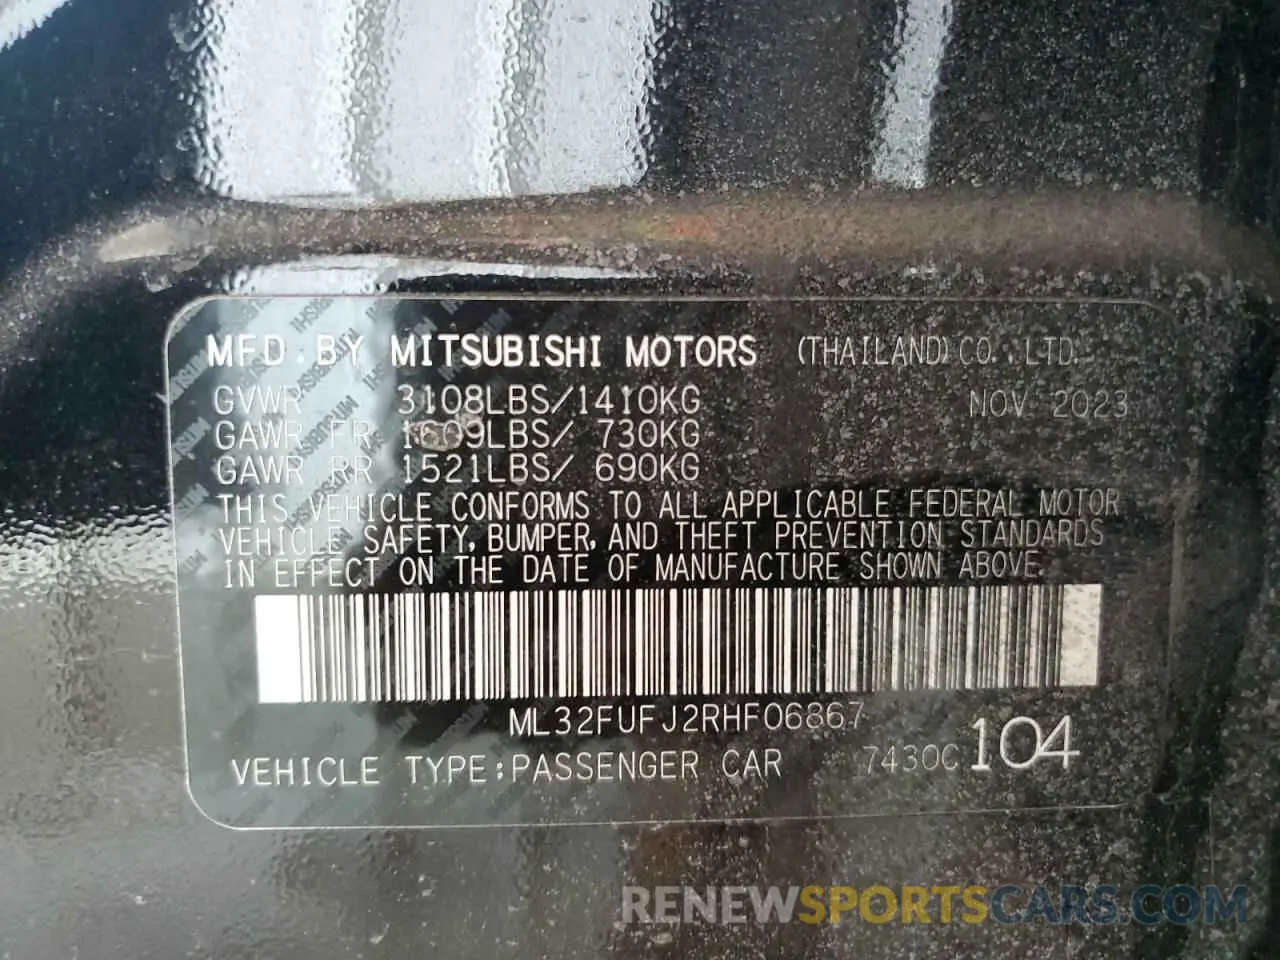 MFD. BY MITSUBISHI MOTORS (THAILAND) CO., LTD.
GVWR 3108LBS/1410KG NOV 2023
GAWR FR 1609LBS/ 730KG
GAWR RR 1521LBS/ 690KG
THIS VEHICLE CONFORMS TO ALL APPLICABLE FEDERAL MOTOR
VEHICLE SAFETY, BUMPER, AND THEFT PREVENTION STANDARDS
IN EFFECT ON THE DATE OF MANUFACTURE SHOWN ABOVE.
ML32FUFJ2RHF06867
VEHICLE TYPE:PASSENGER CAR 7430C 104
RENEWSPORTSCARS.COM